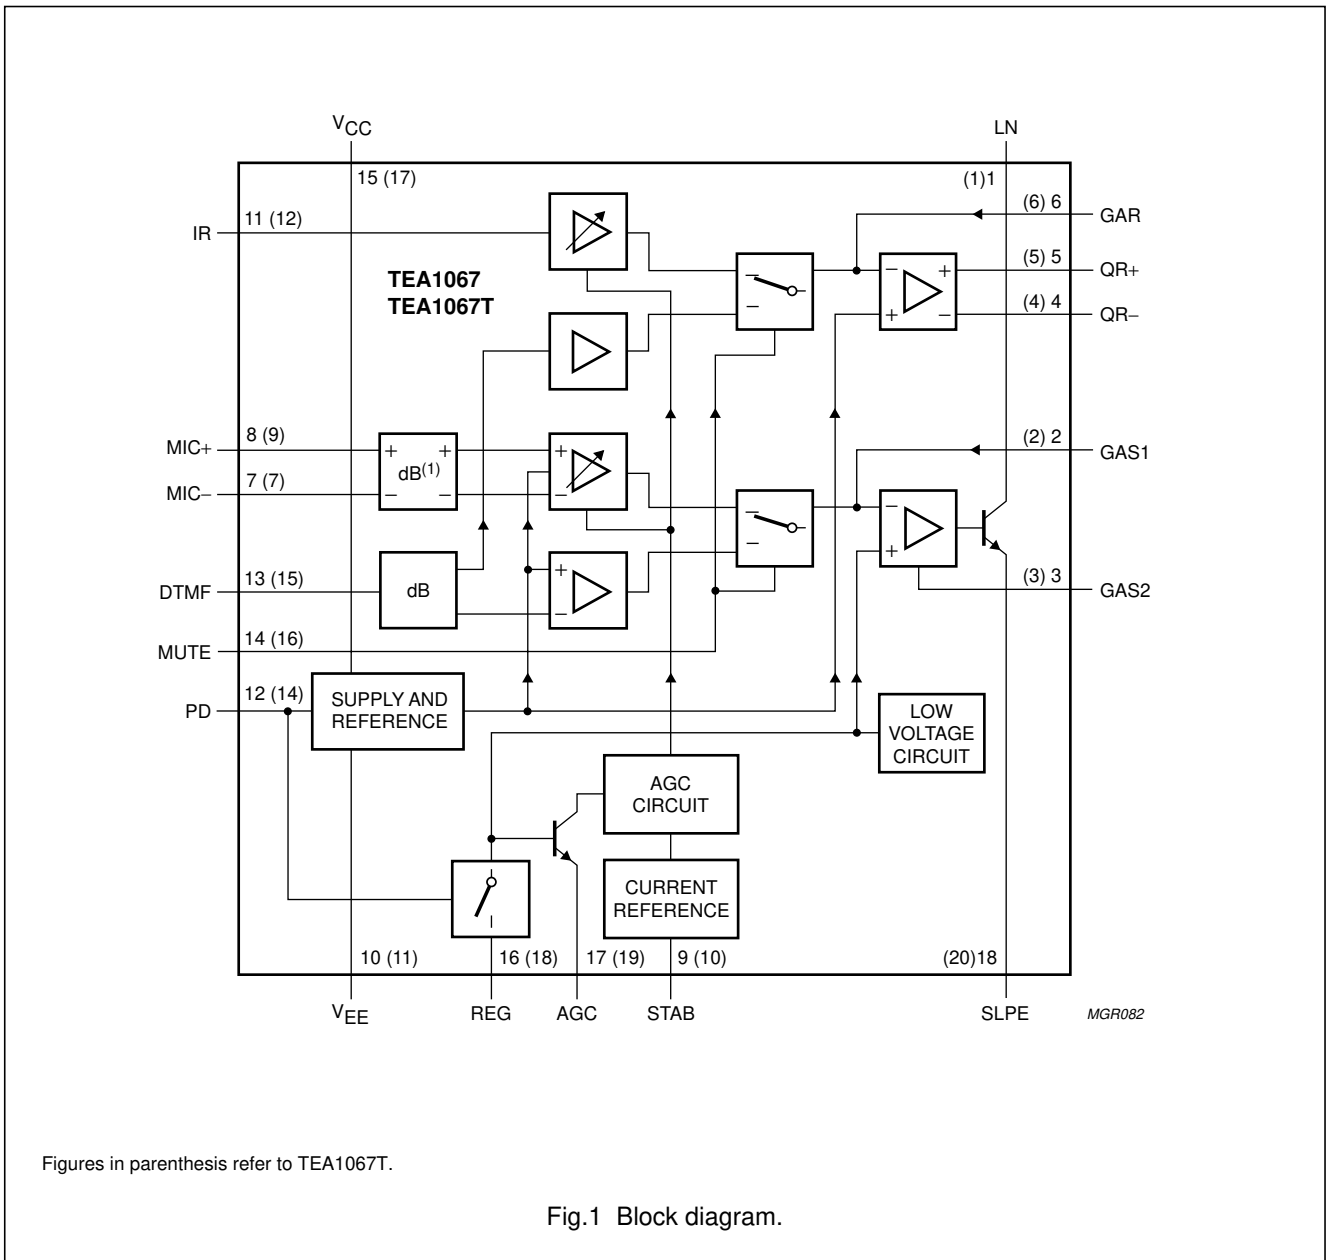 VCC
LN
15 (17)
(1)1
11 (12)
(6) 6
GAR
IR
TEA1067
TEA1067T
(5) 5
QR+
(4) 4
QR−
− + + −
8 (9)
MIC+
+ +
dB(1)
− −
7 (7)
MIC−
+
−
(2) 2
GAS1
−
+
13 (15)
DTMF
dB
+
−
(3) 3
GAS2
14 (16)
MUTE
12 (14)
PD
SUPPLY AND
REFERENCE
LOW
VOLTAGE
CIRCUIT
AGC
CIRCUIT
CURRENT
REFERENCE
10 (11)
16 (18)
17 (19)
9 (10)
(20)18
VEE
REG
AGC
STAB
SLPE
MGR082
Figures in parenthesis refer to TEA1067T.
Fig.1 Block diagram.